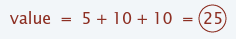 value = 5 + 10 + 10 = 25